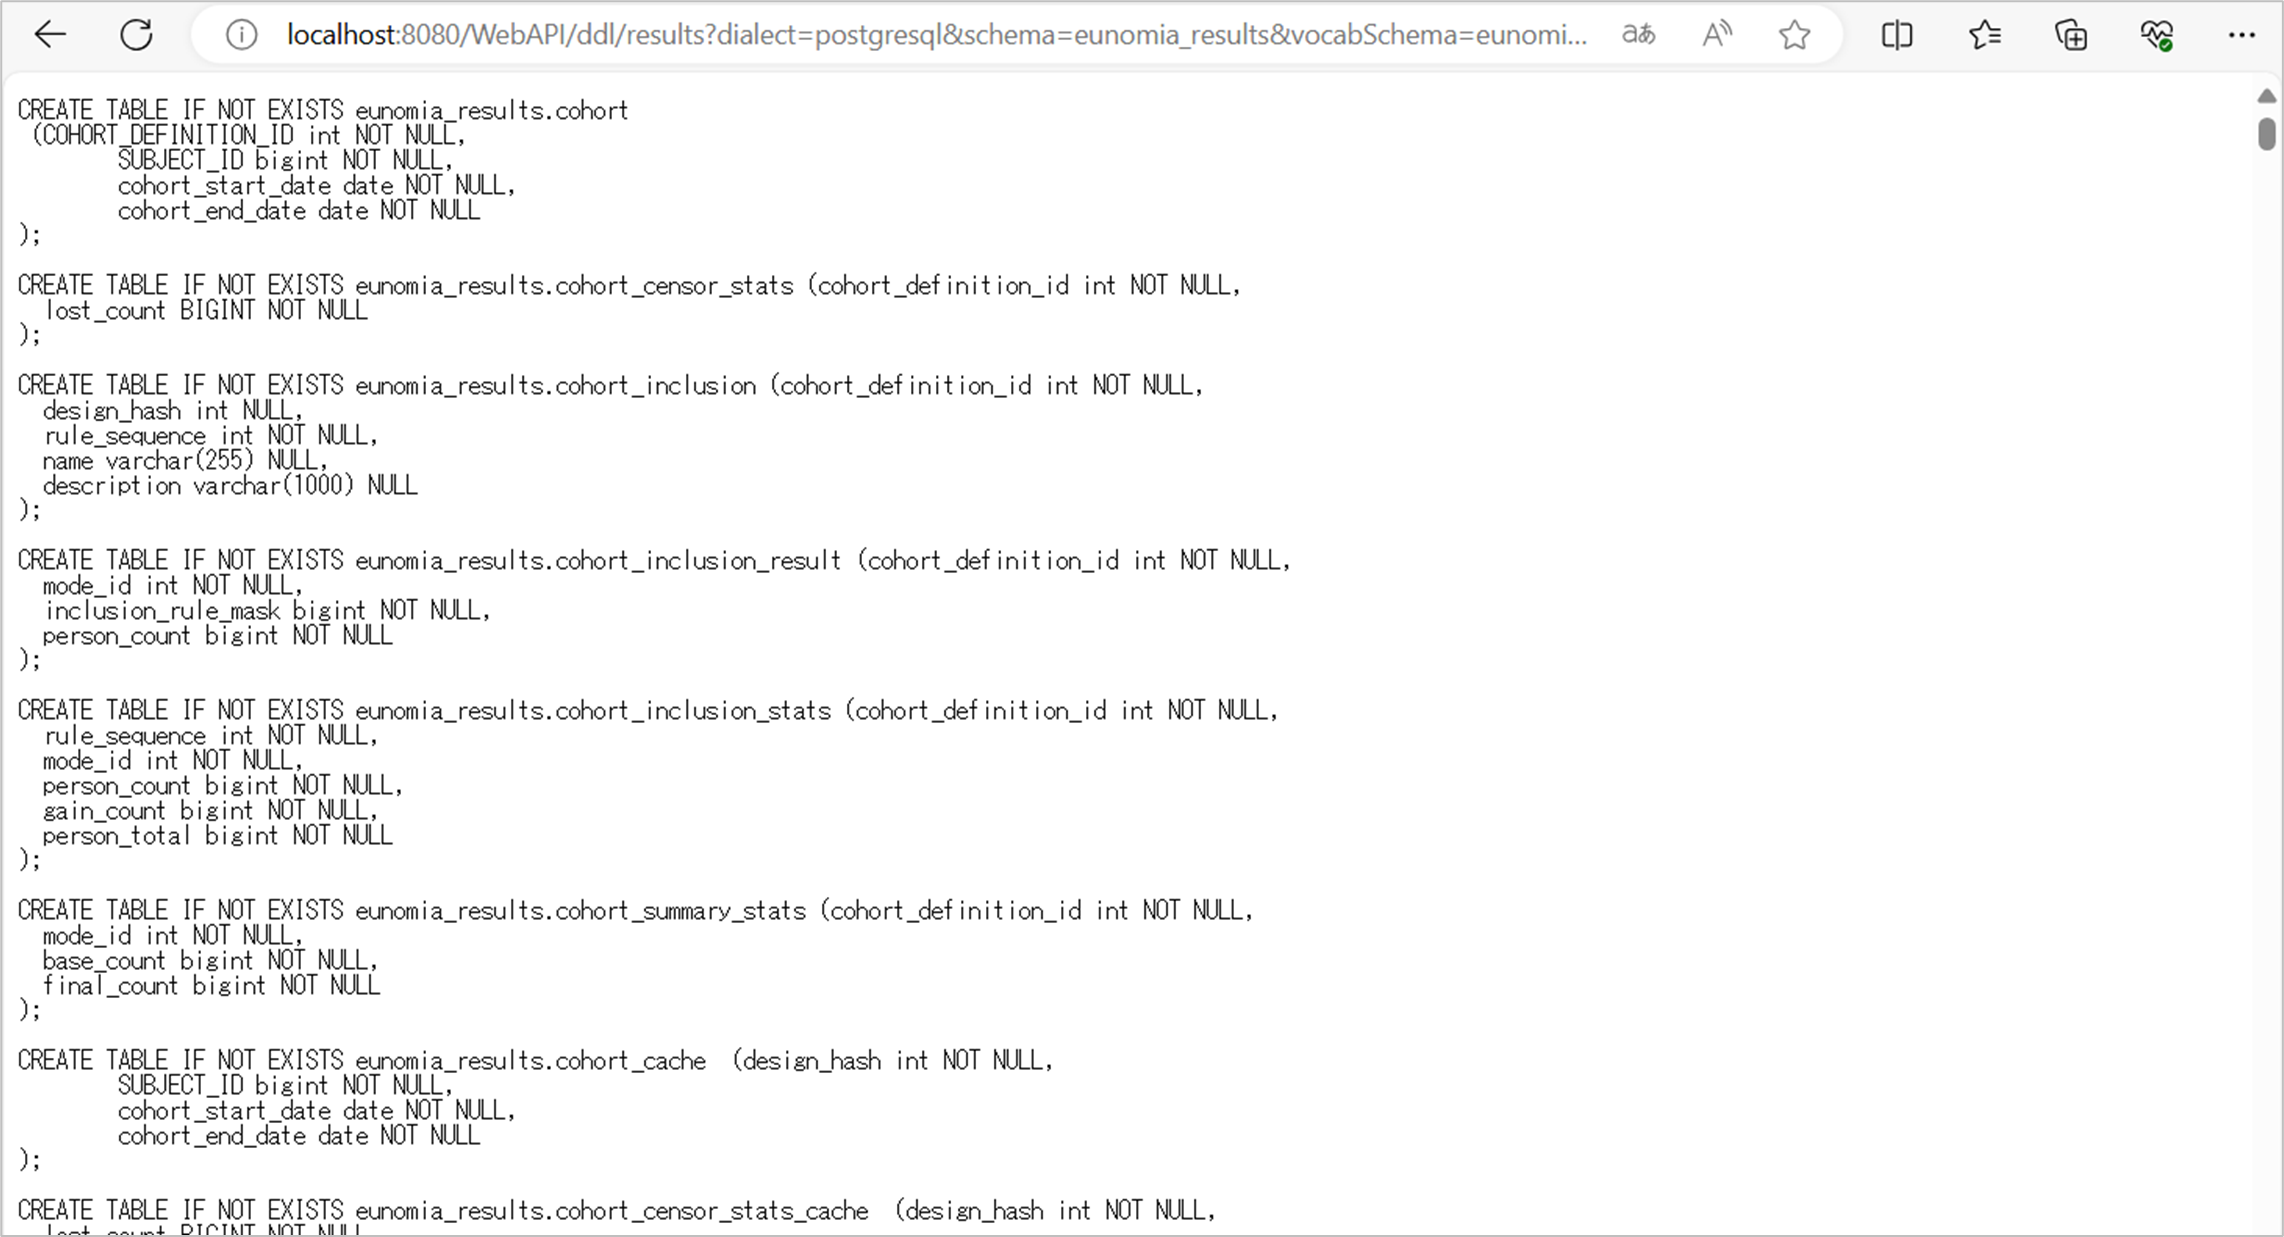 localhost:8080/WebAPI/ddl/results?dialect=postgresql&schema=eunomia_results&vocabSchema=eunomi...
aあ
A
CREATE TABLE IF NOT EXISTS eunomia_results.cohort
(COHORT_DEFINITION_ID int NOT NULL,
SUBJECT_ID bigint NOT NULL,
cohort_start_date date NOT NULL,
cohort_end_date date NOT NULL
);
CREATE TABLE IF NOT EXISTS eunomia_results.cohort_censor_stats (cohort_definition_id int NOT NULL,
lost_count BIGINT NOT NULL
);
CREATE TABLE IF NOT EXISTS eunomia_results.cohort_inclusion (cohort_definition_id int NOT NULL,
design_hash int NULL,
rule_sequence int NOT NULL,
name varchar(255) NULL,
description varchar(1000) NULL
);
CREATE TABLE IF NOT EXISTS eunomia_results.cohort_inclusion_result (cohort_definition_id int NOT NULL,
mode_id int NOT NULL,
inclusion_rule_mask bigint NOT NULL,
person_count bigint NOT NULL
);
CREATE TABLE IF NOT EXISTS eunomia_results.cohort_inclusion_stats (cohort_definition_id int NOT NULL,
rule_sequence int NOT NULL,
mode_id int NOT NULL,
person_count bigint NOT NULL,
gain_count bigint NOT NULL,
person_total bigint NOT NULL
);
CREATE TABLE IF NOT EXISTS eunomia_results.cohort_summary_stats (cohort_definition_id int NOT NULL,
mode_id int NOT NULL,
base_count bigint NOT NULL,
final_count bigint NOT NULL
);
CREATE TABLE IF NOT EXISTS eunomia_results.cohort_cache (design_hash int NOT NULL,
SUBJECT_ID bigint NOT NULL,
cohort_start_date date NOT NULL,
cohort_end_date date NOT NULL
);
CREATE TABLE IF NOT EXISTS eunomia_results.cohort_censor_stats_cache (design_hash int NOT NULL,
lost_count BIGINT NOT NULL